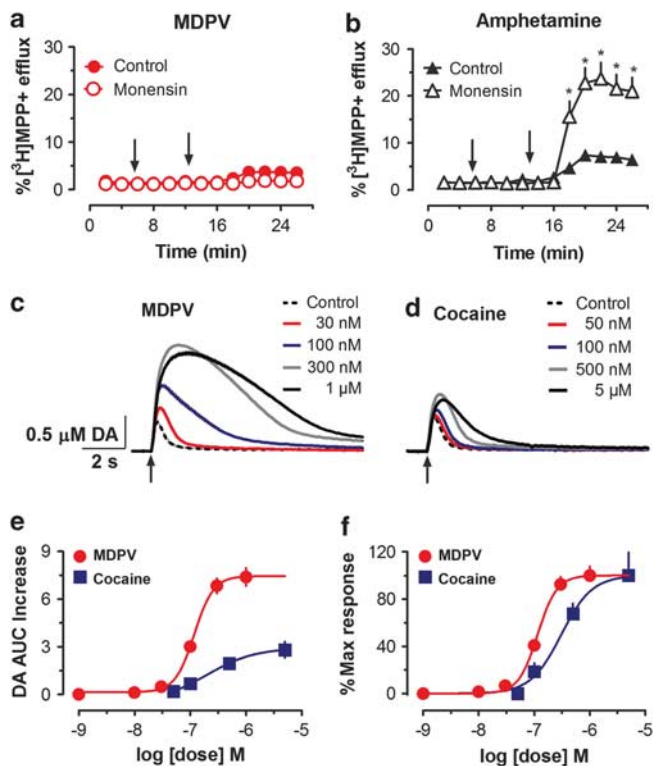 a
MDPV
30
20
10
0
% [³H]MPP+ efflux
Control
Monensin
0 8 16 24
Time (min)
b
Amphetamine
30
20
10
0
% [³H]MPP+ efflux
Control
Monensin
* * * * *
0 8 16 24
Time (min)
c
MDPV
Control
30 nM
100 nM
300 nM
1 µM
0.5 µM DA
2 s
d
Cocaine
Control
50 nM
100 nM
500 nM
5 µM
e
MDPV
Cocaine
9
6
3
0
DA AUC Increase
-9 -8 -7 -6 -5
log [dose] M
f
MDPV
Cocaine
120
80
40
0
% Max response
-9 -8 -7 -6 -5
log [dose] M